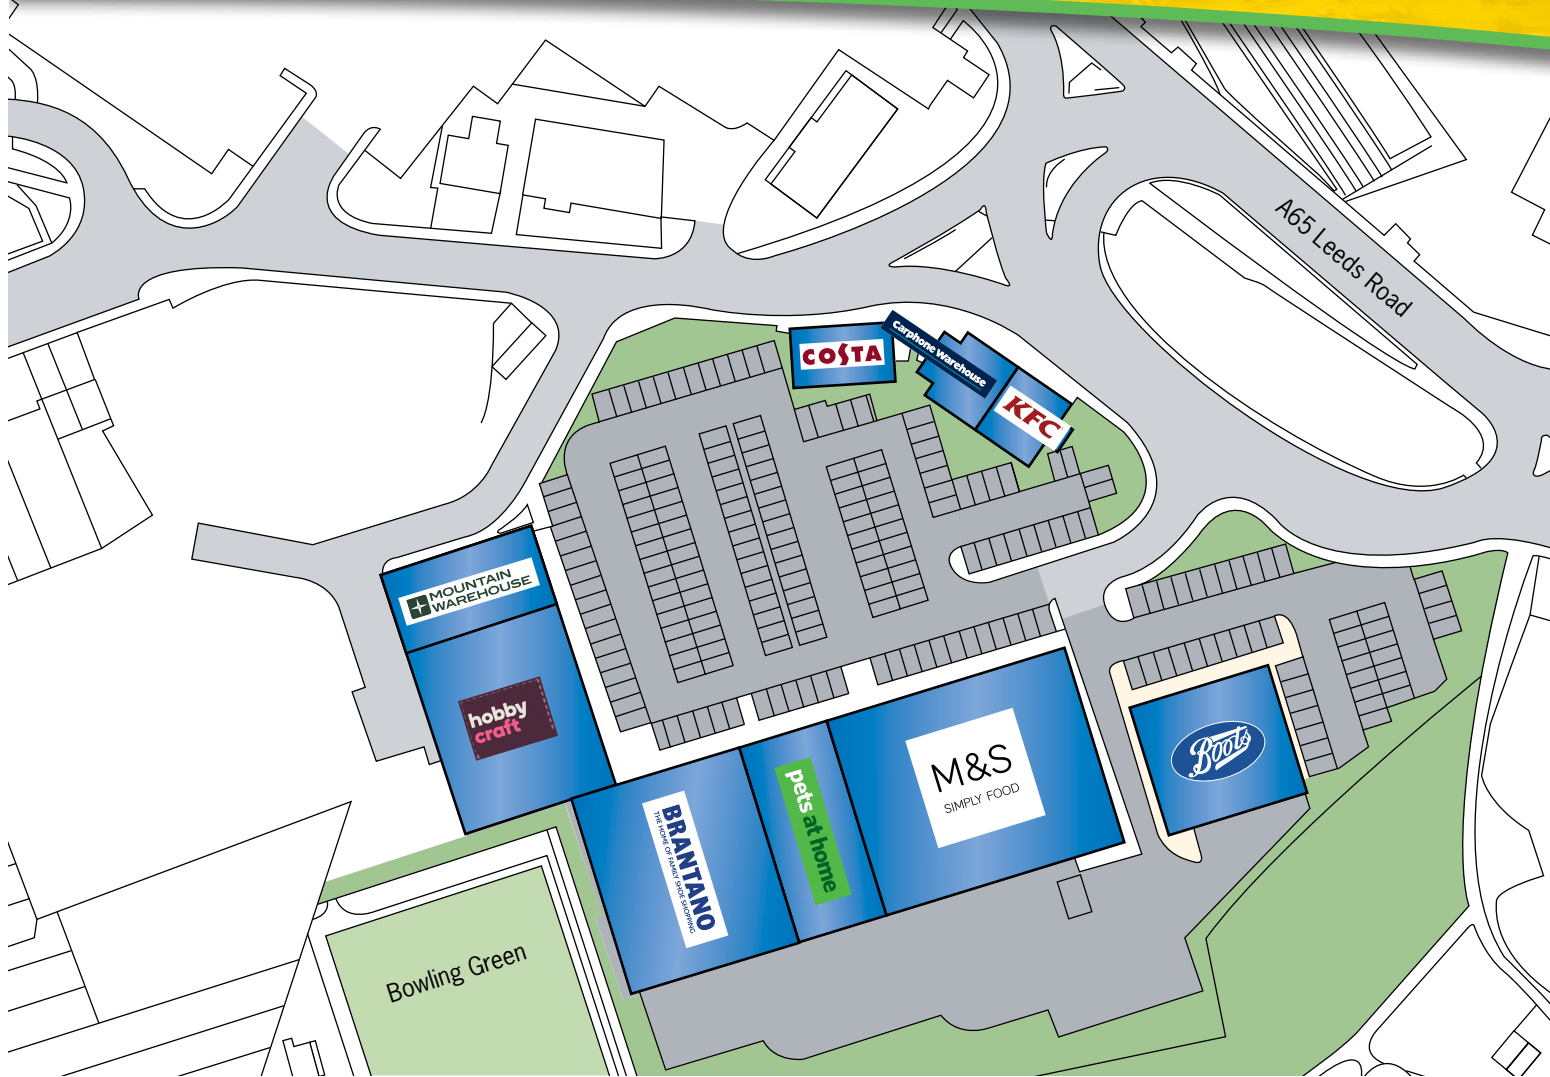 A65 Leeds Road
COSTA
Carphone Warehouse
KFC
MOUNTAIN
WAREHOUSE
hobby
craft
BRANTANO
THE HOME OF FAMILY SHOE SHOPPING
pets at home
M&S
SIMPLY FOOD
Boots
Bowling Green